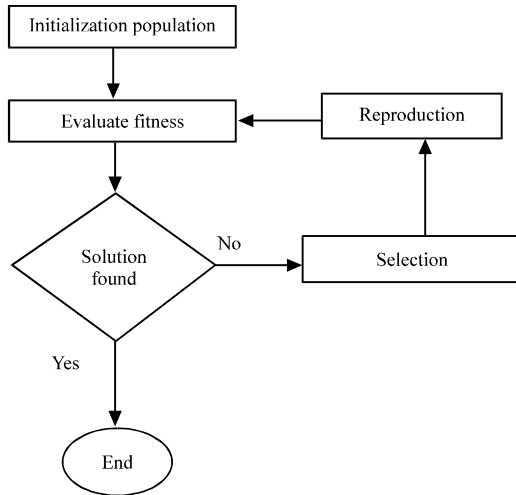 Initialization population
Evaluate fitness
Reproduction
Solution
found
No
Selection
Yes
End